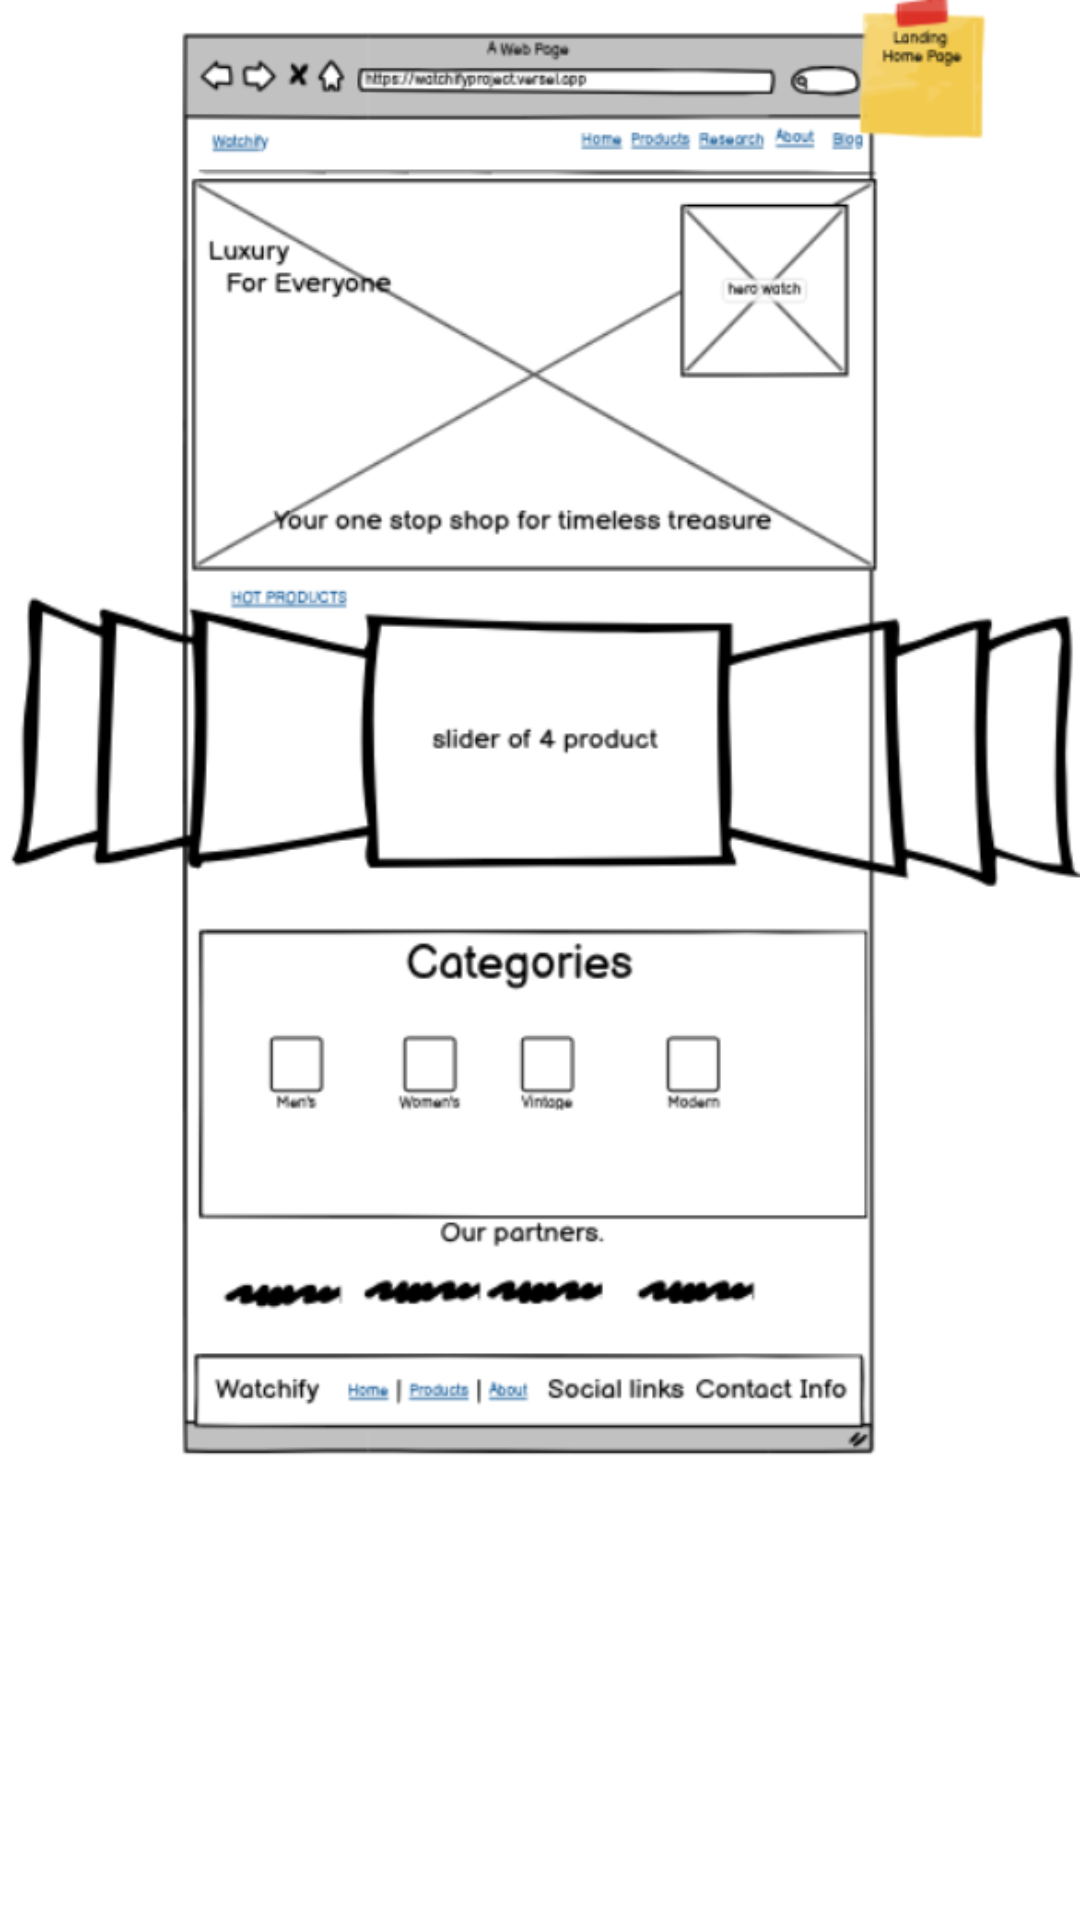 A Web Page
https://watchifyproject.versel.app
Landing
Home Page
Watchify
Home Products Research About Blog
Luxury
For Everyone
hero watch
Your one stop shop for timeless treasure
HOT PRODUCTS
slider of 4 product
Categories
Men's Women's Vintage Modern
Our partners.
Watchify Home | Products | About Social links Contact Info